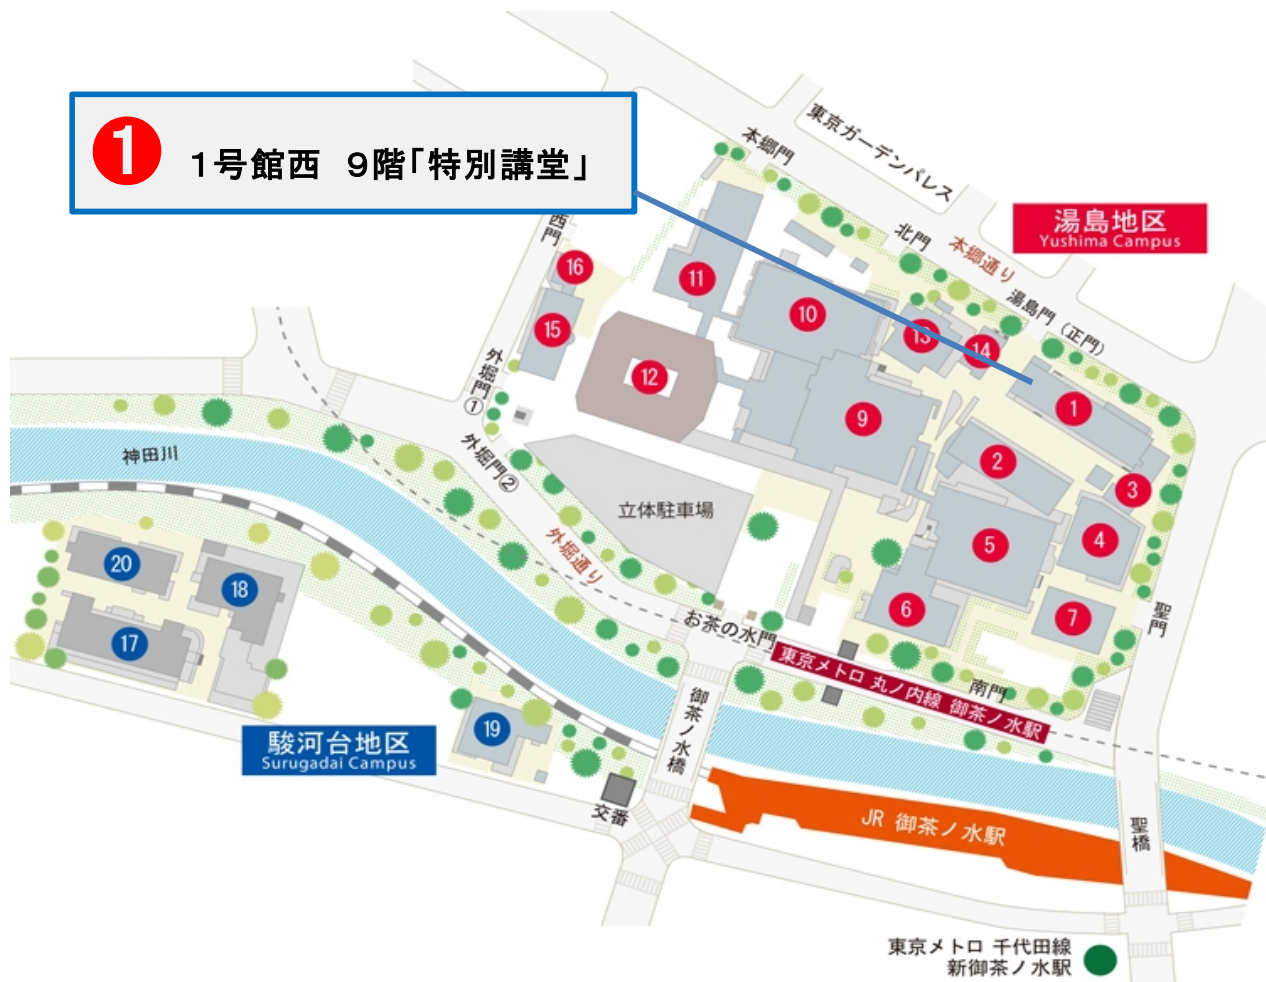 1
1号館西 9階「特別講堂」
本郷門
東京ガーデンパレス
湯島地区
Yushima Campus
西門
北門
本郷通り
湯島門（正門）
16
11
15
10
13
14
12
外堀門①
9
1
外堀門②
2
3
神田川
立体駐車場
5
4
外堀通り
20
18
17
6
7
聖門
お茶の水門
東京メトロ 丸ノ内線 御茶ノ水駅
南門
駿河台地区
Surugadai Campus
19
御茶ノ水橋
交番
JR 御茶ノ水駅
聖橋
東京メトロ 千代田線
新御茶ノ水駅